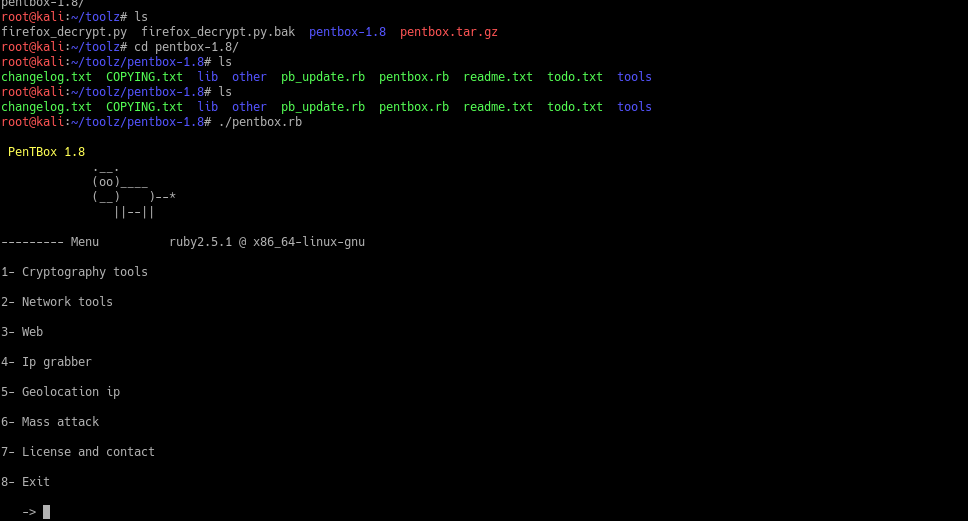 pentbox-1.8/
root@kali:~/toolz# ls
firefox_decrypt.py  firefox_decrypt.py.bak  pentbox-1.8  pentbox.tar.gz
root@kali:~/toolz# cd pentbox-1.8/
root@kali:~/toolz/pentbox-1.8# ls
changelog.txt  COPYING.txt  lib  other  pb_update.rb  pentbox.rb  readme.txt  todo.txt  tools
root@kali:~/toolz/pentbox-1.8# ls
changelog.txt  COPYING.txt  lib  other  pb_update.rb  pentbox.rb  readme.txt  todo.txt  tools
root@kali:~/toolz/pentbox-1.8# ./pentbox.rb
 PenTBox 1.8
             .__.
             (oo)____
             (__)    )--*
                ||--||
--------- Menu          ruby2.5.1 @ x86_64-linux-gnu
1- Cryptography tools
2- Network tools
3- Web
4- Ip grabber
5- Geolocation ip
6- Mass attack
7- License and contact
8- Exit
   ->